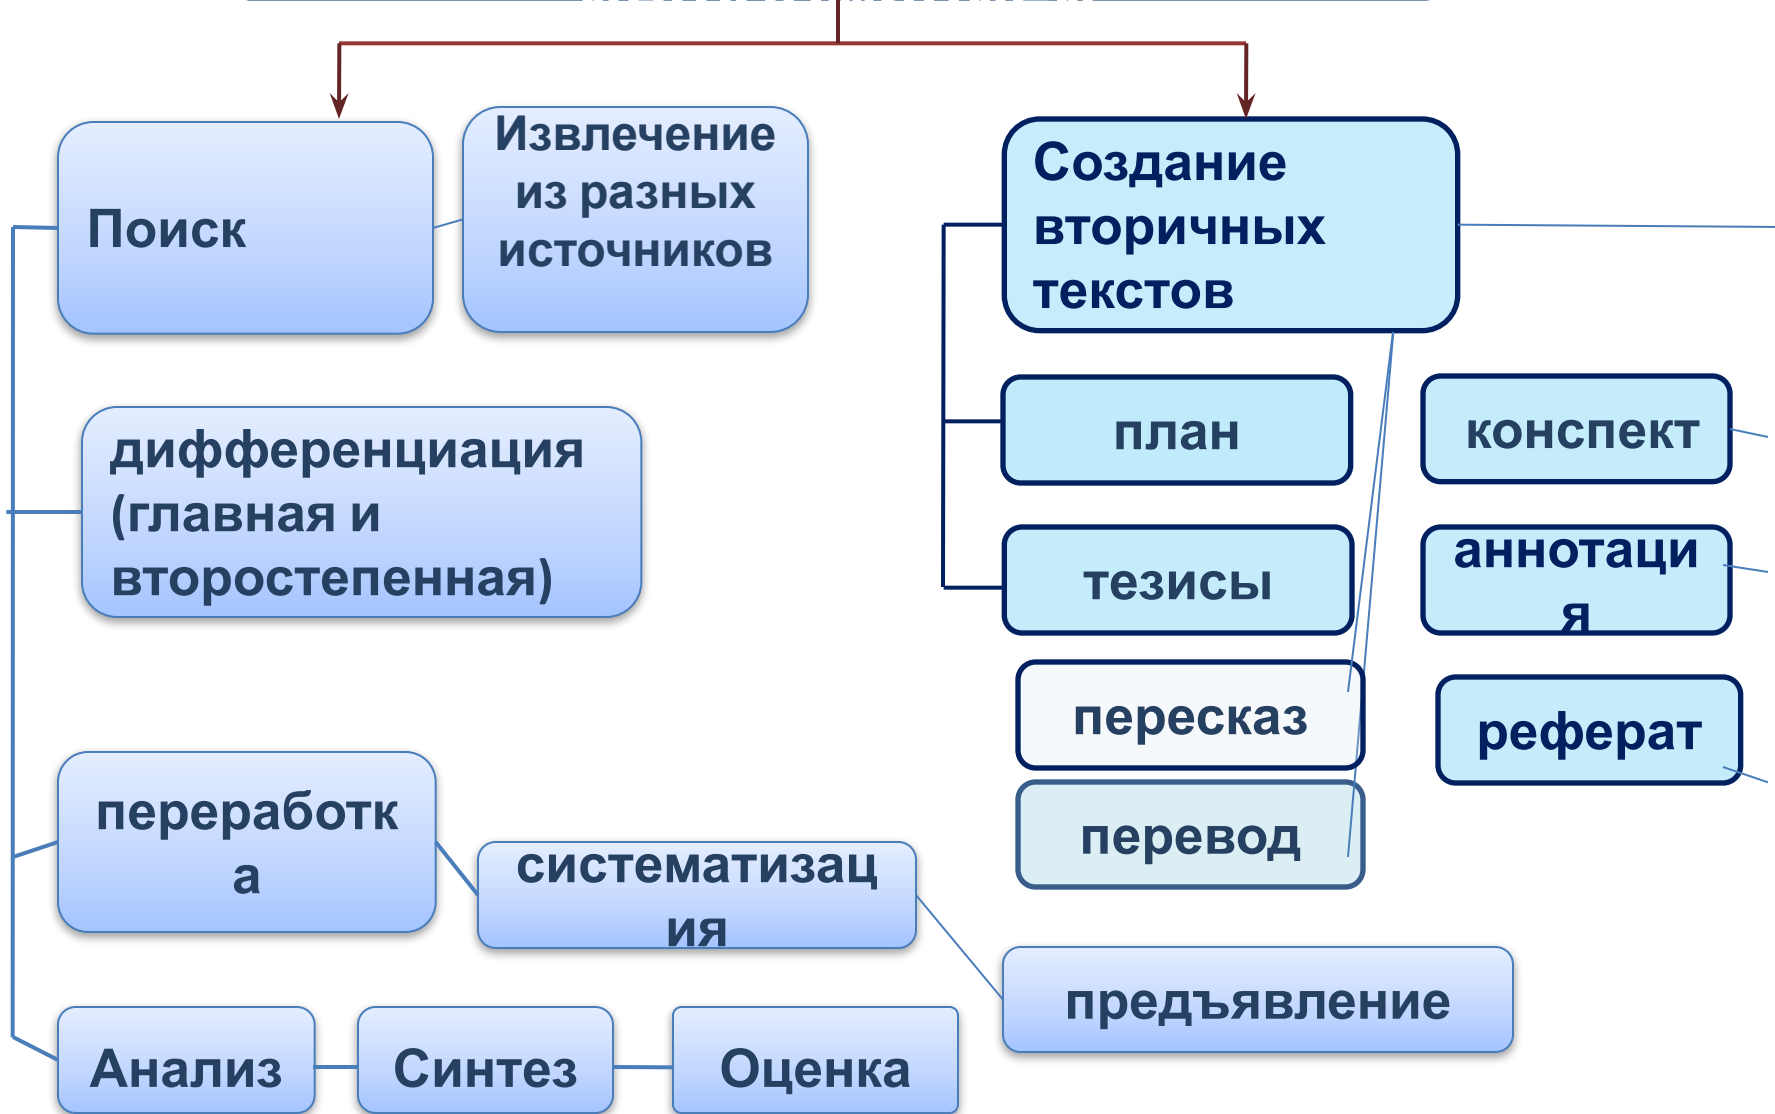 Поиск
Извлечение
из разных
источников
Создание
вторичных
текстов
дифференциация
(главная и
второстепенная)
план
конспект
тезисы
аннотаци
я
пересказ
реферат
перевод
переработк
а
систематизац
ия
предъявление
Анализ
Синтез
Оценка